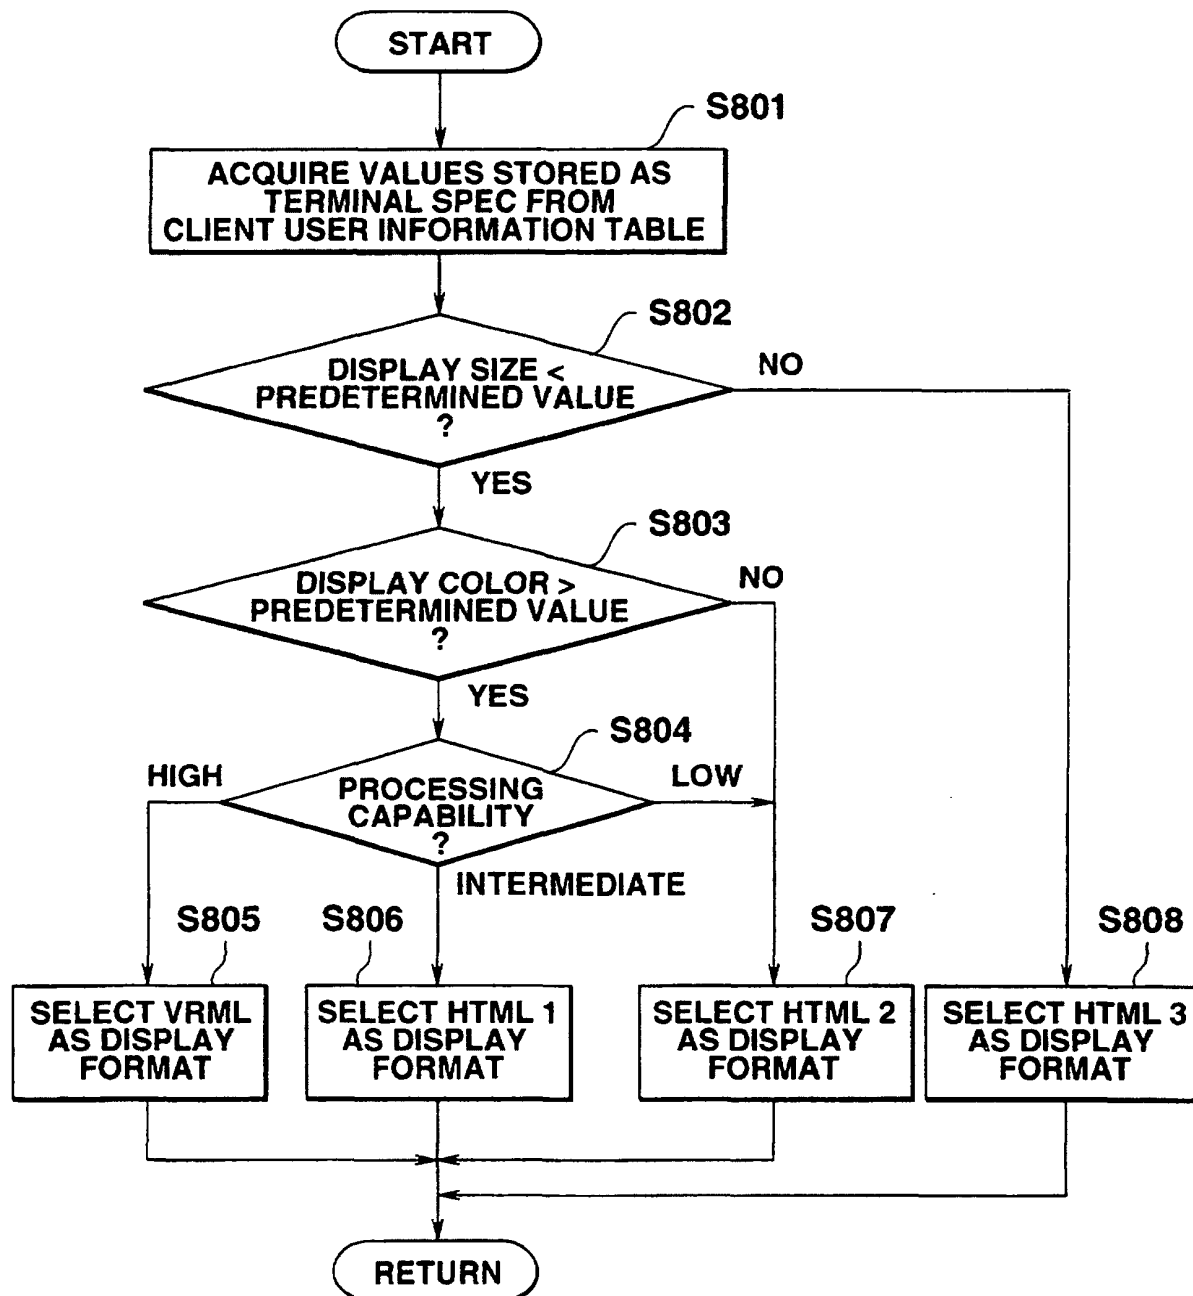 START
S801
ACQUIRE VALUES STORED AS
TERMINAL SPEC FROM
CLIENT USER INFORMATION TABLE
S802
DISPLAY SIZE <
PREDETERMINED VALUE
?
NO
YES
S803
DISPLAY COLOR >
PREDETERMINED VALUE
?
NO
YES
S804
HIGH
PROCESSING
CAPABILITY
?
LOW
INTERMEDIATE
S805
SELECT VRML
AS DISPLAY
FORMAT
S806
SELECT HTML 1
AS DISPLAY
FORMAT
S807
SELECT HTML 2
AS DISPLAY
FORMAT
S808
SELECT HTML 3
AS DISPLAY
FORMAT
RETURN